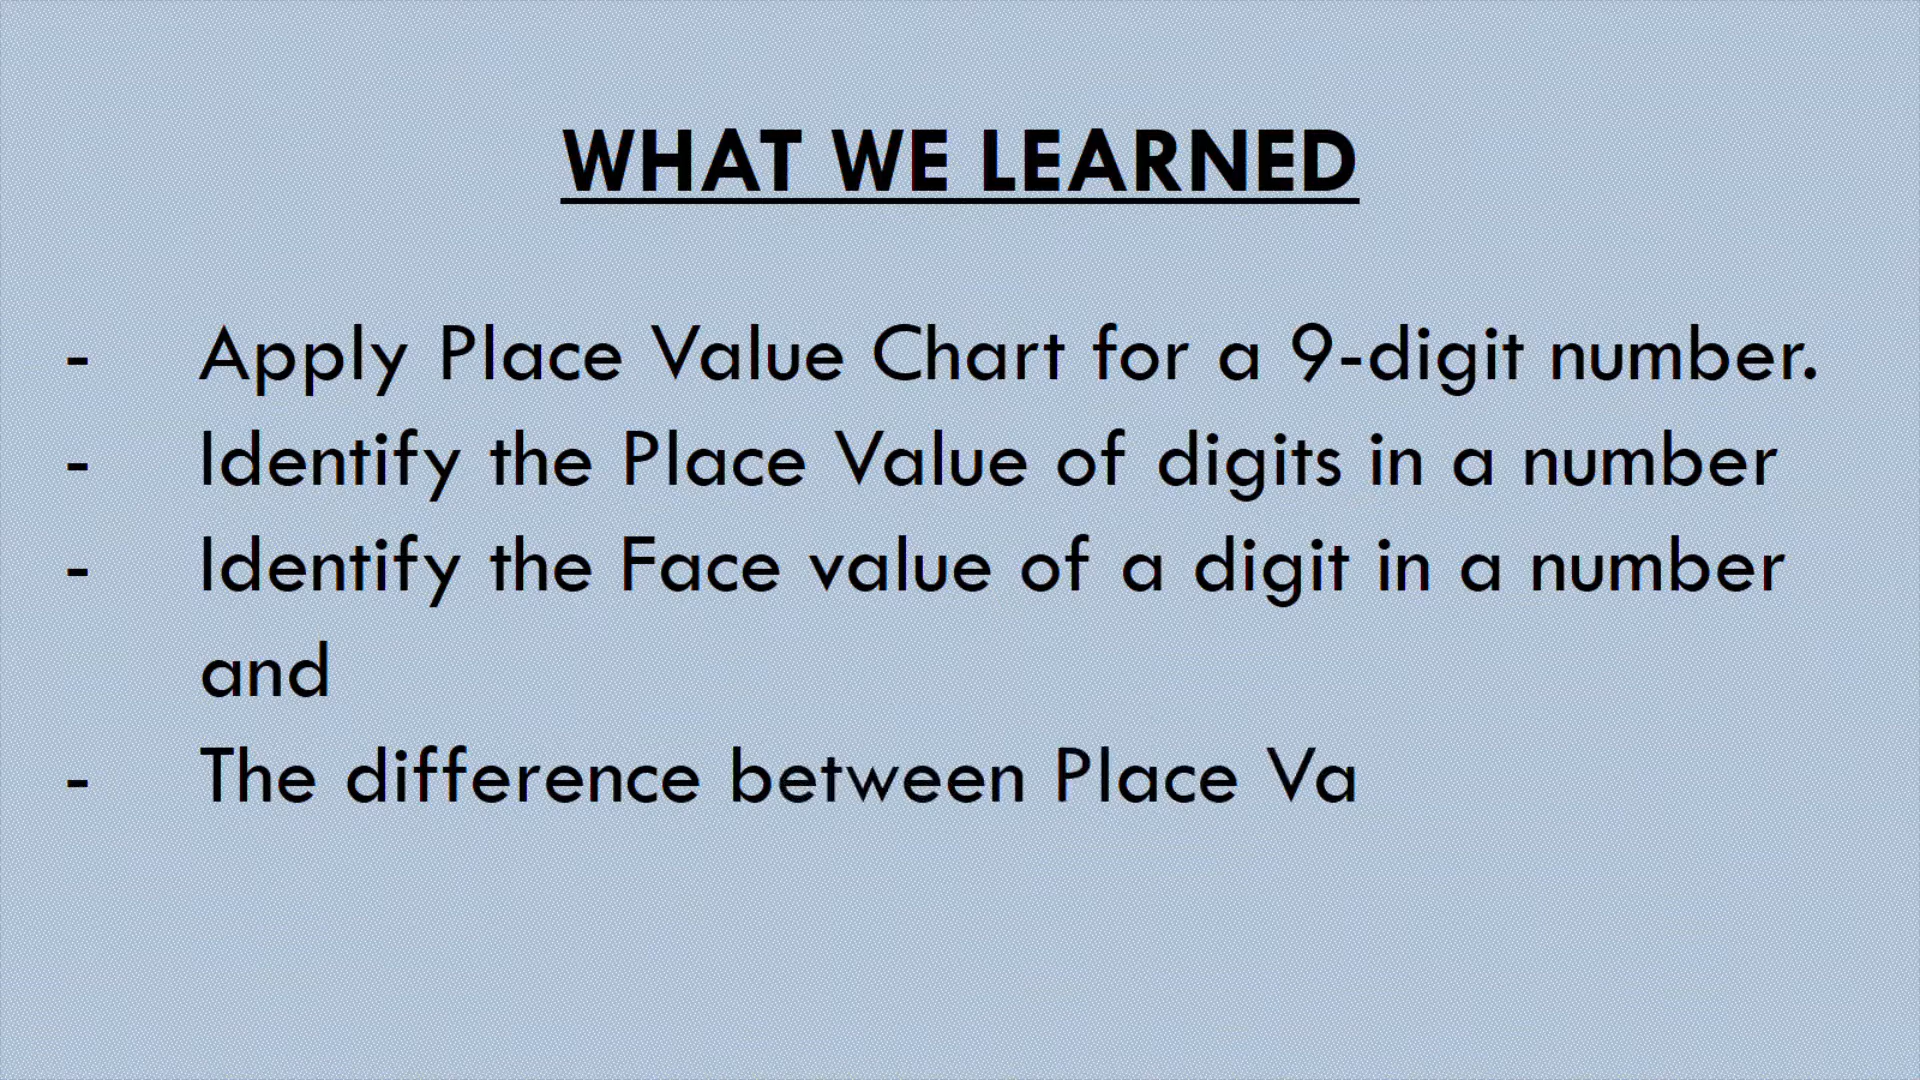 WHAT WE LEARNED
- Apply Place Value Chart for a 9-digit number.
- Identify the Place Value of digits in a number
- Identify the Face value of a digit in a number
and
- The difference between Place Va